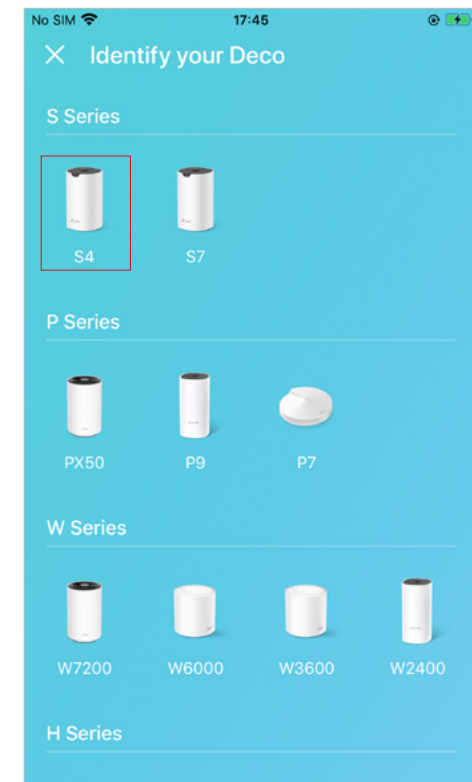 No SIM 17:45
Identify your Deco
S Series
S4 S7
P Series
PX50 P9 P7
W Series
W7200 W6000 W3600 W2400
H Series